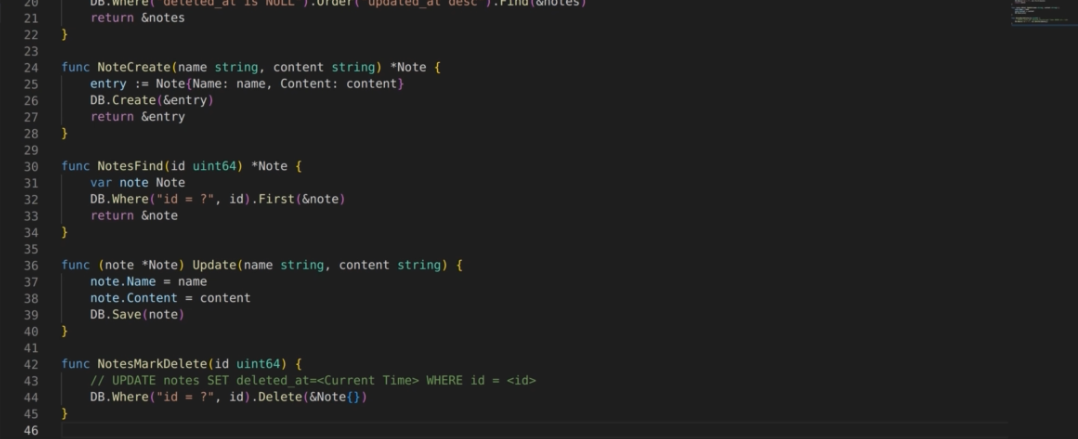 20 DB.Where("deleted_at is NULL").Order("updated_at desc").Find(&notes)
21 return &notes
22 }
23
24 func NoteCreate(name string, content string) *Note {
25 entry := Note{Name: name, Content: content}
26 DB.Create(&entry)
27 return &entry
28 }
29
30 func NotesFind(id uint64) *Note {
31 var note Note
32 DB.Where("id = ?", id).First(&note)
33 return &note
34 }
35
36 func (note *Note) Update(name string, content string) {
37 note.Name = name
38 note.Content = content
39 DB.Save(note)
40 }
41
42 func NotesMarkDelete(id uint64) {
43 // UPDATE notes SET deleted_at=<Current Time> WHERE id = <id>
44 DB.Where("id = ?", id).Delete(&Note{})
45 }
46